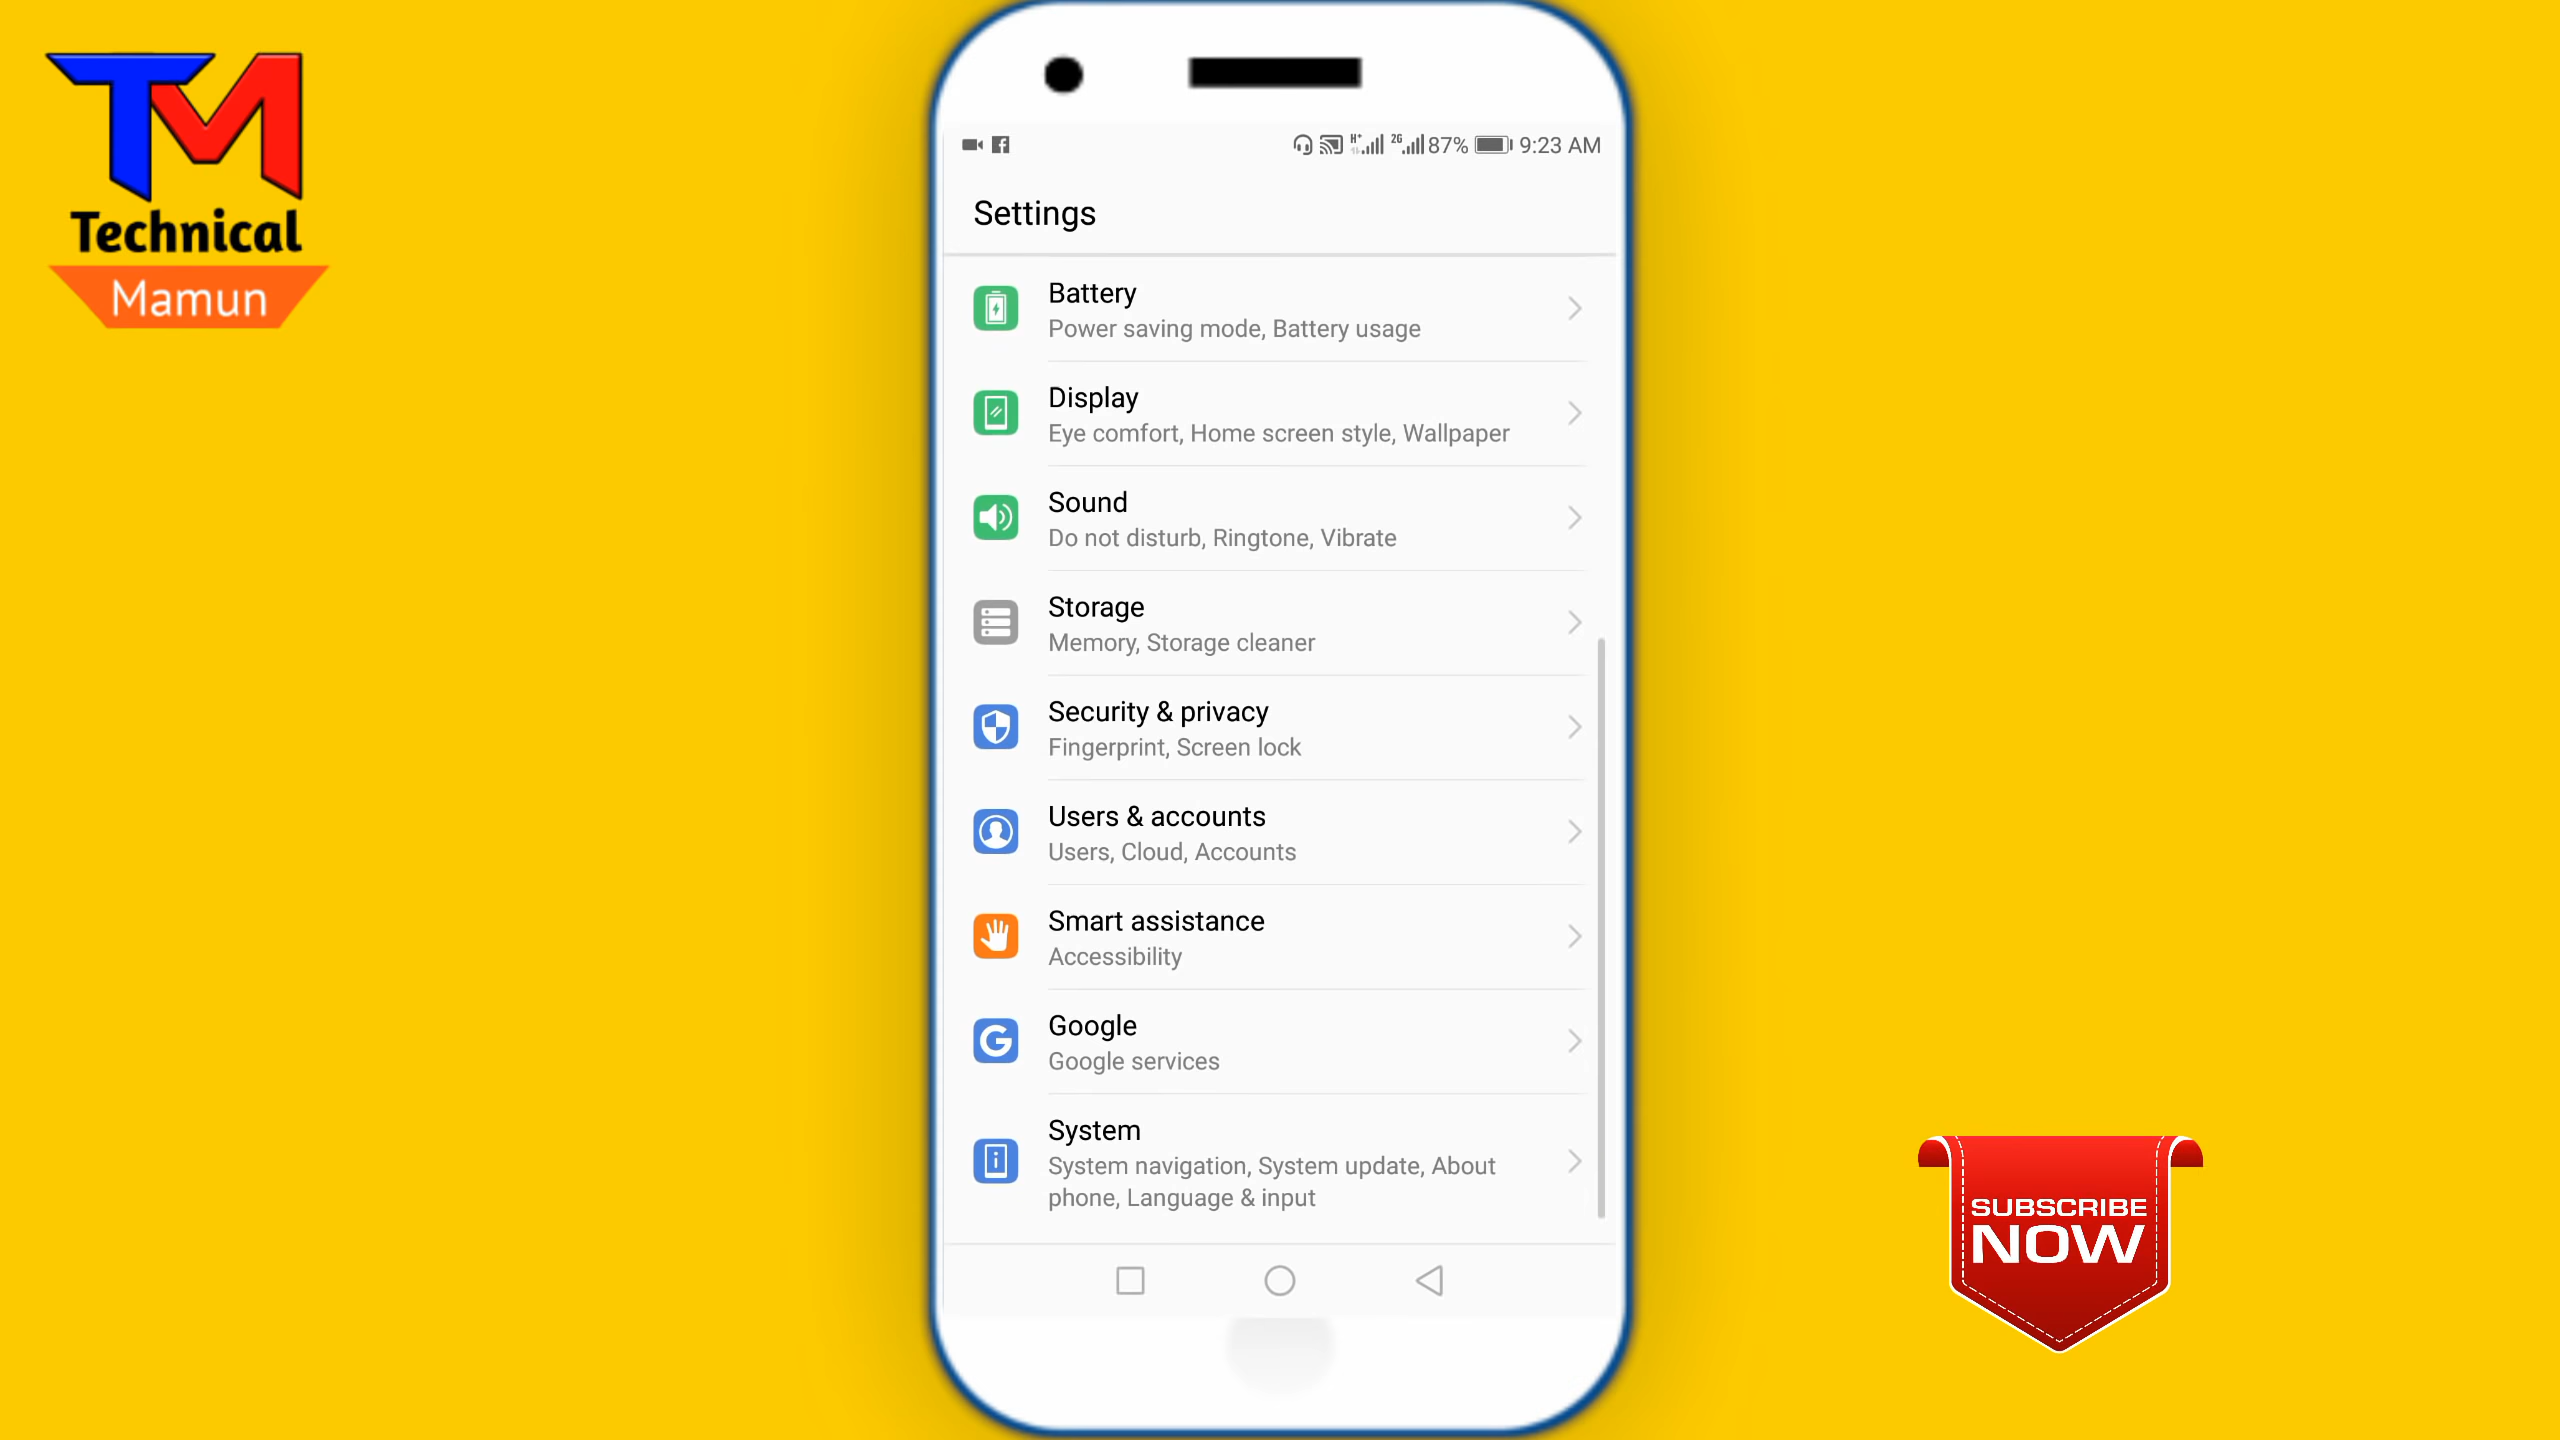 TM
Technical
Mamun
H+ 2G 87% 9:23 AM
Settings
Battery
Power saving mode, Battery usage
Display
Eye comfort, Home screen style, Wallpaper
Sound
Do not disturb, Ringtone, Vibrate
Storage
Memory, Storage cleaner
Security & privacy
Fingerprint, Screen lock
Users & accounts
Users, Cloud, Accounts
Smart assistance
Accessibility
Google
Google services
System
System navigation, System update, About
phone, Language & input
SUBSCRIBE
NOW